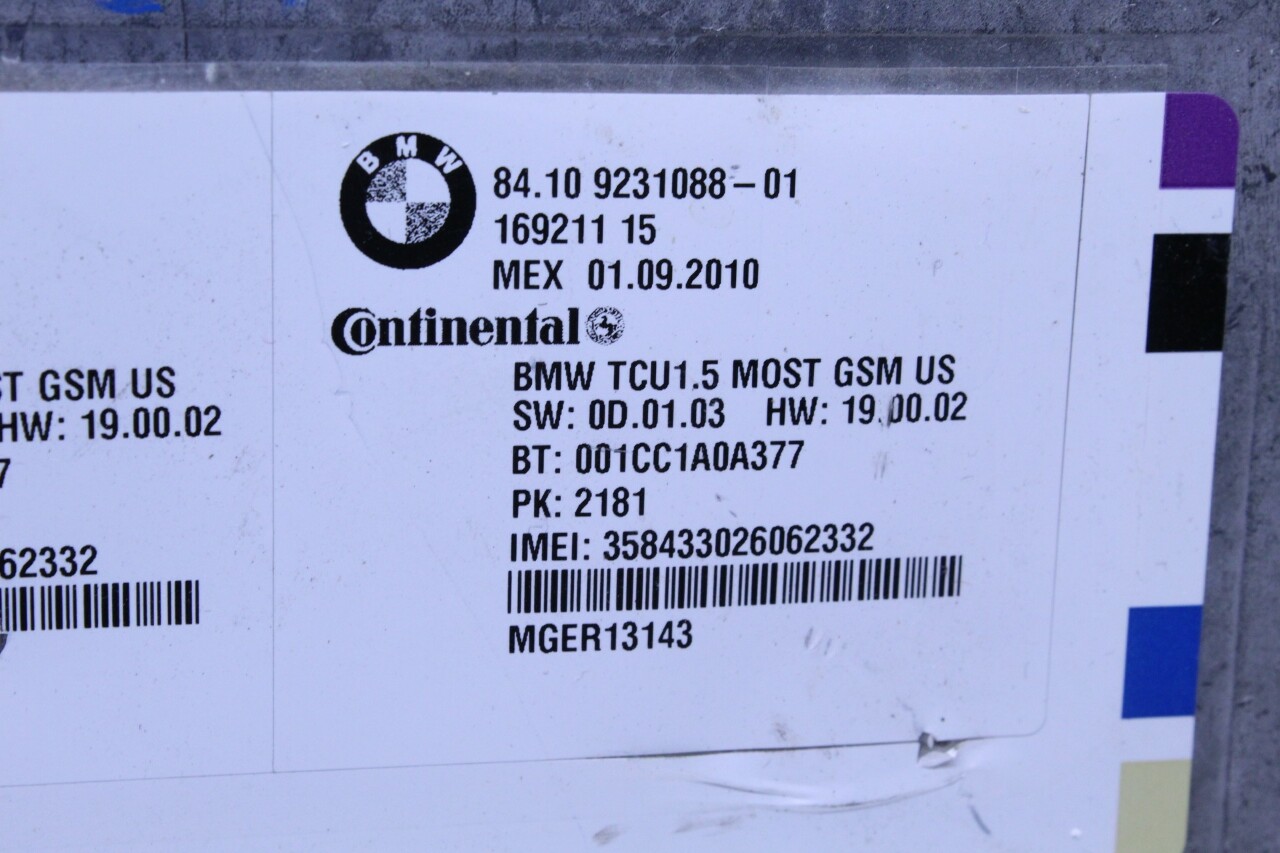 BMW
84.10 9231088-01
169211 15
MEX 01.09.2010
Continental
BMW TCU1.5 MOST GSM US
SW: 0D.01.03 HW: 19.00.02
BT: 001CC1A0A377
PK: 2181
IMEI: 358433026062332
MGER13143
ST GSM US
HW: 19.00.02
7
62332